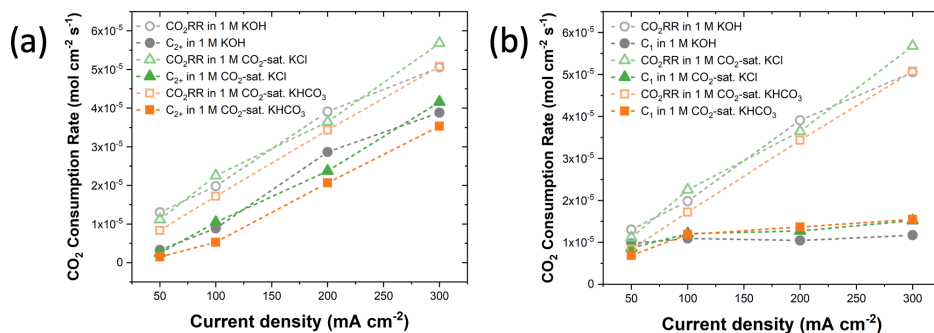 (a)
CO₂ Consumption Rate (mol cm⁻² s⁻¹)
6x10⁻⁵
5x10⁻⁵
4x10⁻⁵
3x10⁻⁵
2x10⁻⁵
1x10⁻⁵
0
CO₂RR in 1 M KOH
C₂₊ in 1 M KOH
CO₂RR in 1 M CO₂-sat. KCl
C₂₊ in 1 M CO₂-sat. KCl
CO₂RR in 1 M CO₂-sat. KHCO₃
C₂₊ in 1 M CO₂-sat. KHCO₃
50 100 200 300
Current density (mA cm⁻²)
(b)
CO₂ Consumption Rate (mol cm⁻² s⁻¹)
6x10⁻⁵
5x10⁻⁵
4x10⁻⁵
3x10⁻⁵
2x10⁻⁵
1x10⁻⁵
0
CO₂RR in 1 M KOH
C₁ in 1 M KOH
CO₂RR in 1 M CO₂-sat. KCl
C₁ in 1 M CO₂-sat. KCl
CO₂RR in 1 M CO₂-sat. KHCO₃
C₁ in 1 M CO₂-sat. KHCO₃
50 100 200 300
Current density (mA cm⁻²)